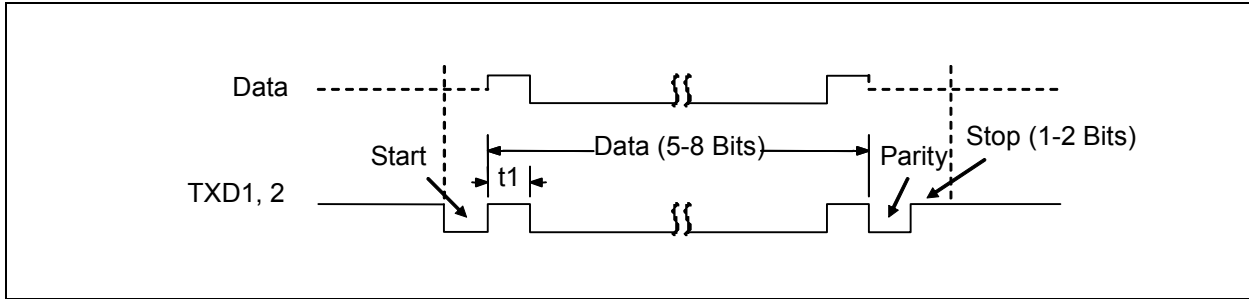 Data
Stop (1-2 Bits)
Start
Data (5-8 Bits)
Parity
t1
TXD1, 2